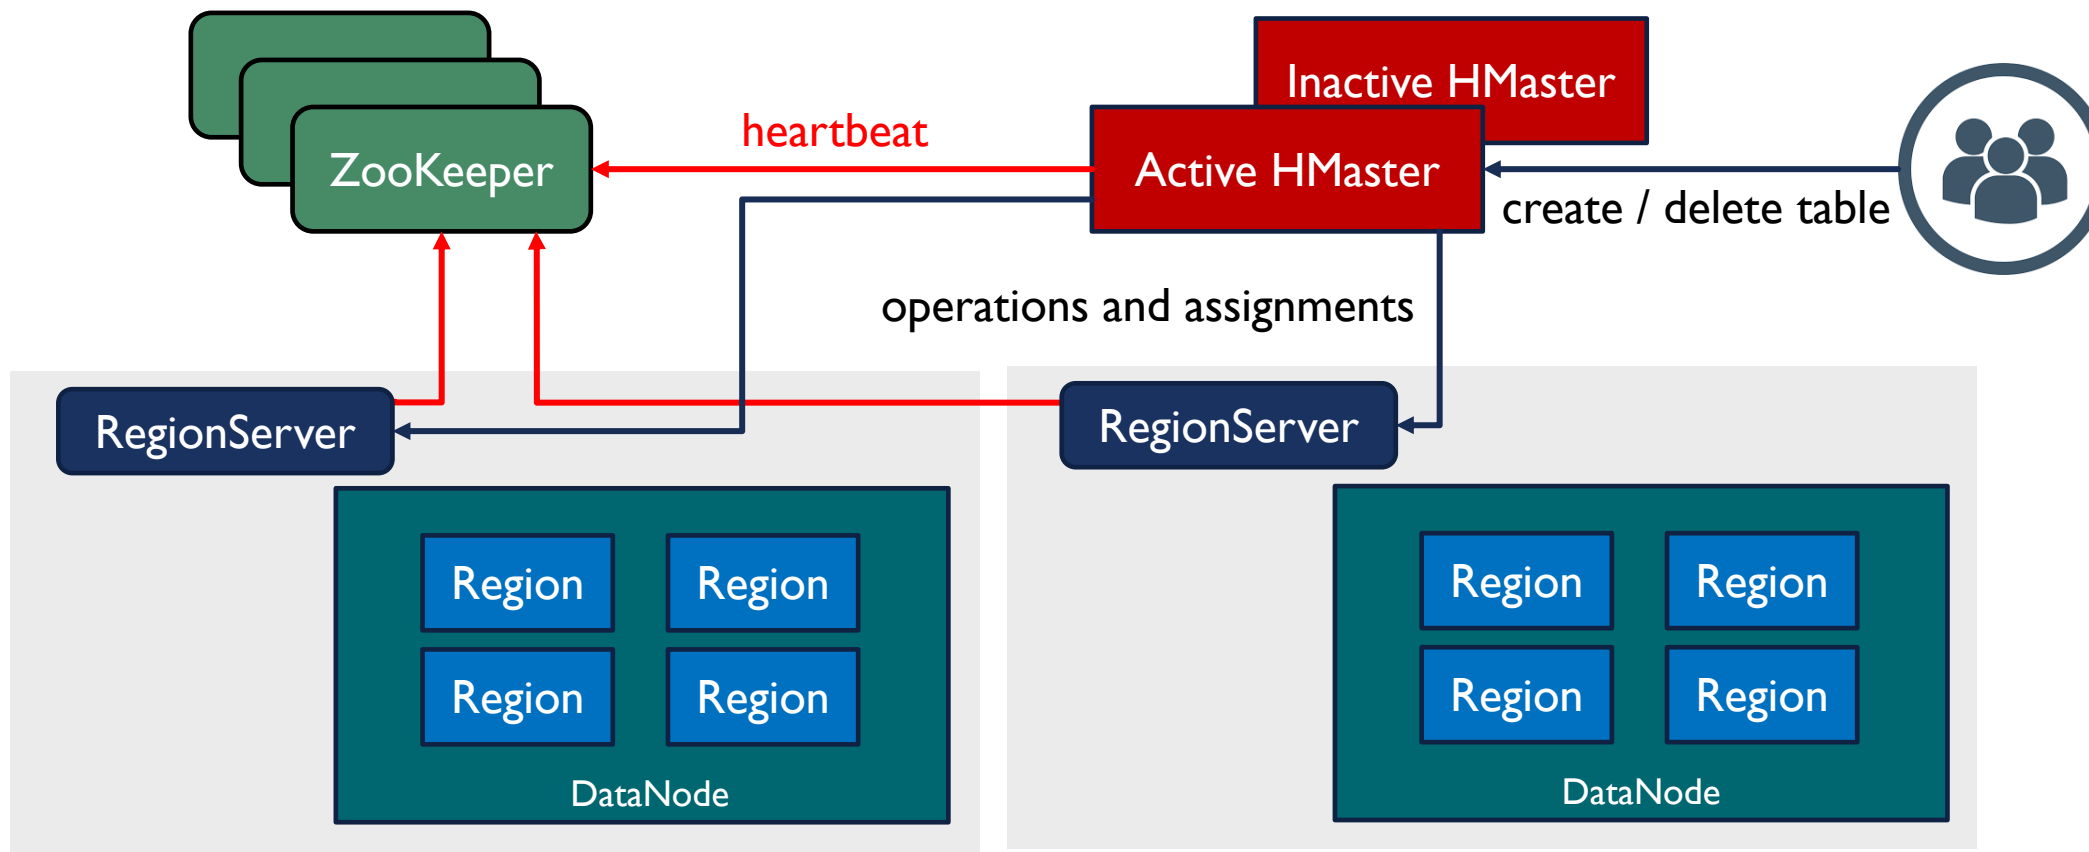 Inactive HMaster
heartbeat
ZooKeeper
Active HMaster
create / delete table
operations and assignments
RegionServer
RegionServer
Region Region
Region Region
DataNode
Region Region
Region Region
DataNode